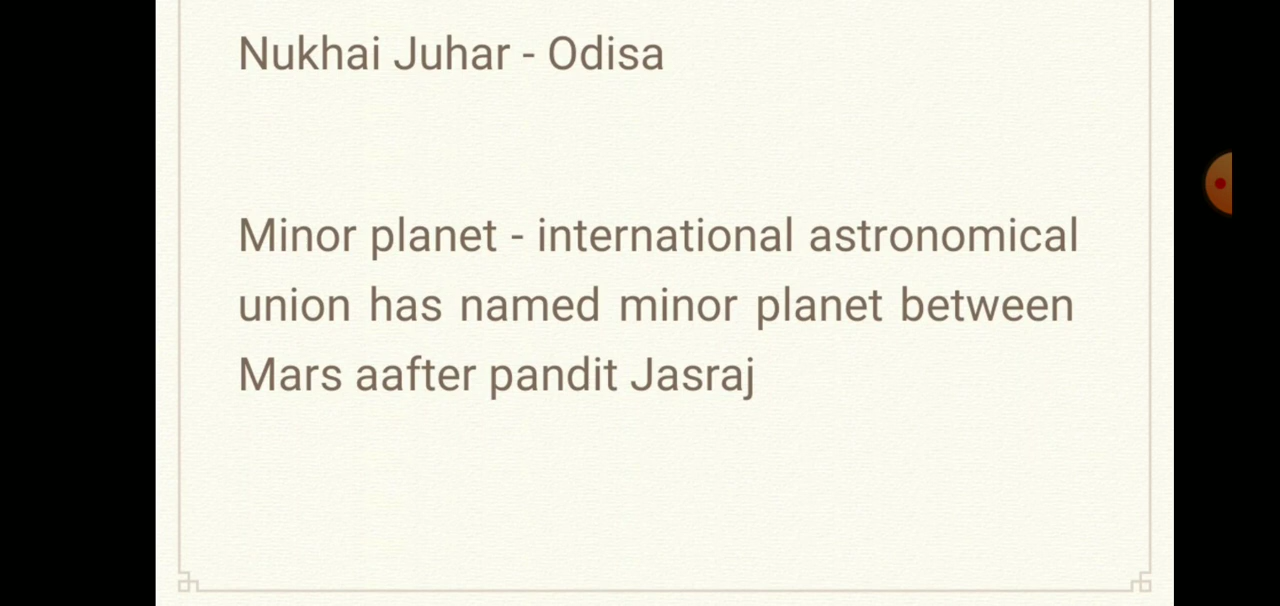 Nukhai Juhar - Odisa
Minor planet - international astronomical
union has named minor planet between
Mars aafter pandit Jasraj